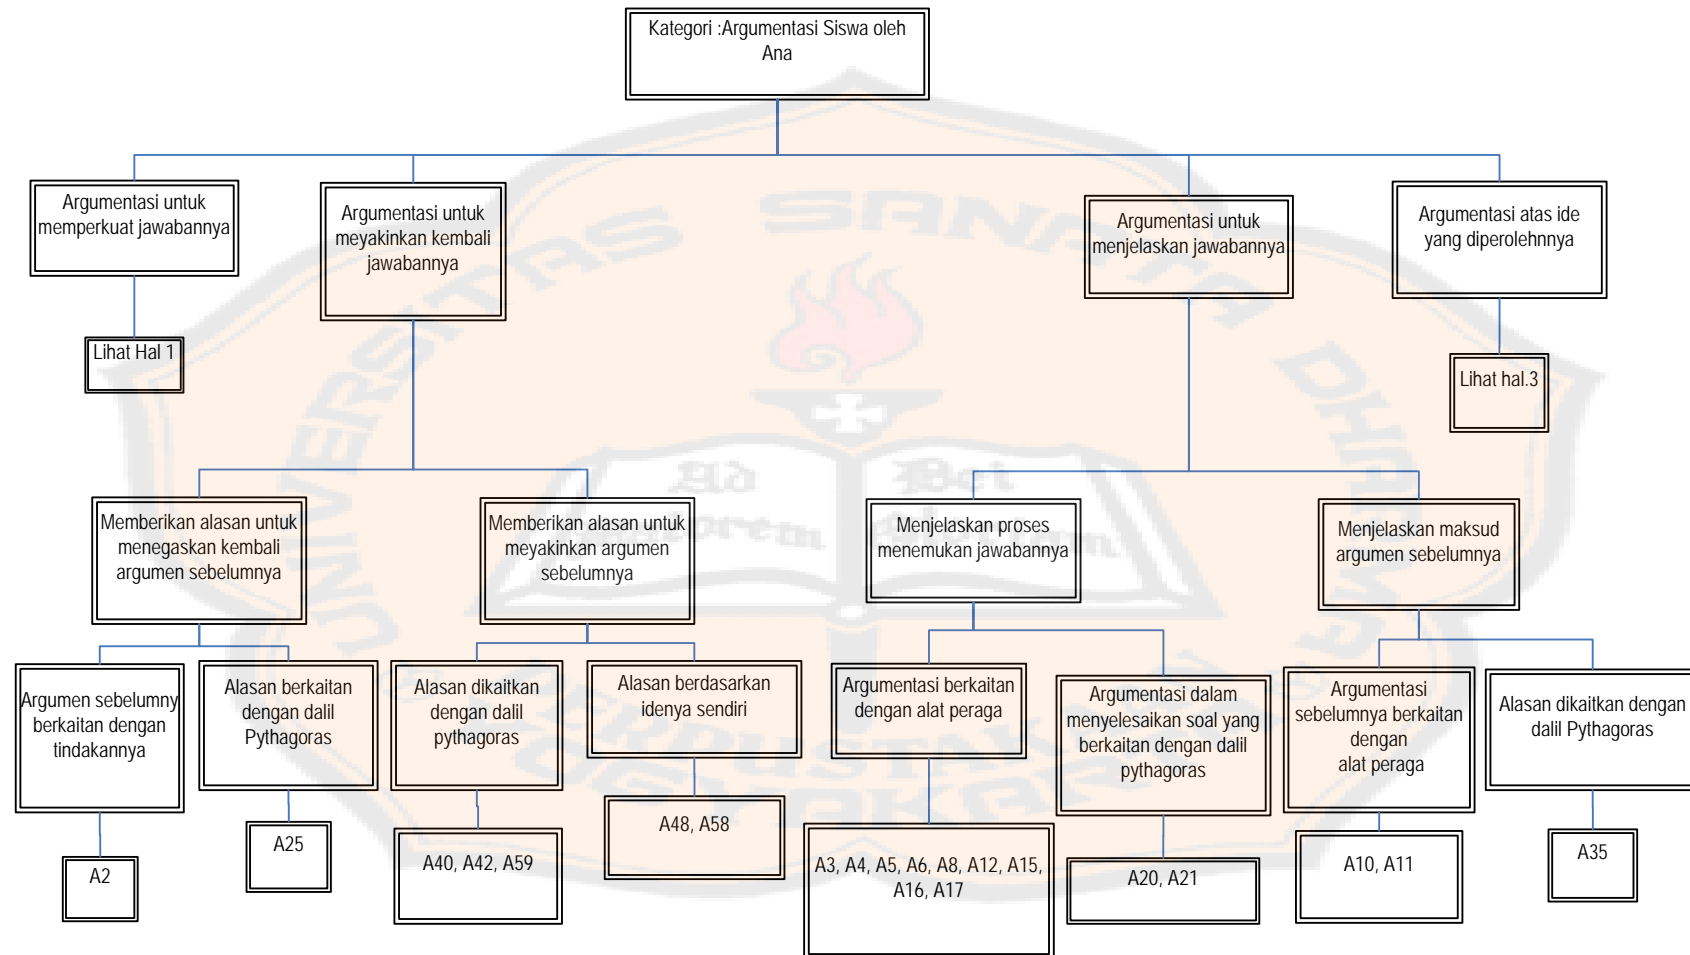 Kategori :Argumentasi Siswa oleh
Ana
Argumentasi untuk
memperkuat jawabannya
Argumentasi untuk
meyakinkan kembali
jawabannya
Argumentasi untuk
menjelaskan jawabannya
Argumentasi atas ide
yang diperolehnnya
Lihat Hal 1
Lihat hal.3
Memberikan alasan untuk
menegaskan kembali
argumen sebelumnya
Memberikan alasan untuk
meyakinkan argumen
sebelumnya
Menjelaskan proses
menemukan jawabannya
Menjelaskan maksud
argumen sebelumnya
Argumen sebelumny
berkaitan dengan
tindakannya
Alasan berkaitan
dengan dalil
Pythagoras
Alasan dikaitkan
dengan dalil
pythagoras
Alasan berdasarkan
idenya sendiri
Argumentasi berkaitan
dengan alat peraga
Argumentasi dalam
menyelesaikan soal yang
berkaitan dengan dalil
pythagoras
Argumentasi
sebelumnya berkaitan
dengan
alat peraga
Alasan dikaitkan dengan
dalil Pythagoras
A2
A25
A40, A42, A59
A48, A58
A3, A4, A5, A6, A8, A12, A15,
A16, A17
A20, A21
A10, A11
A35
UNIVERSITAS SANATA DHARMA
Ad
Dei
Gloriam